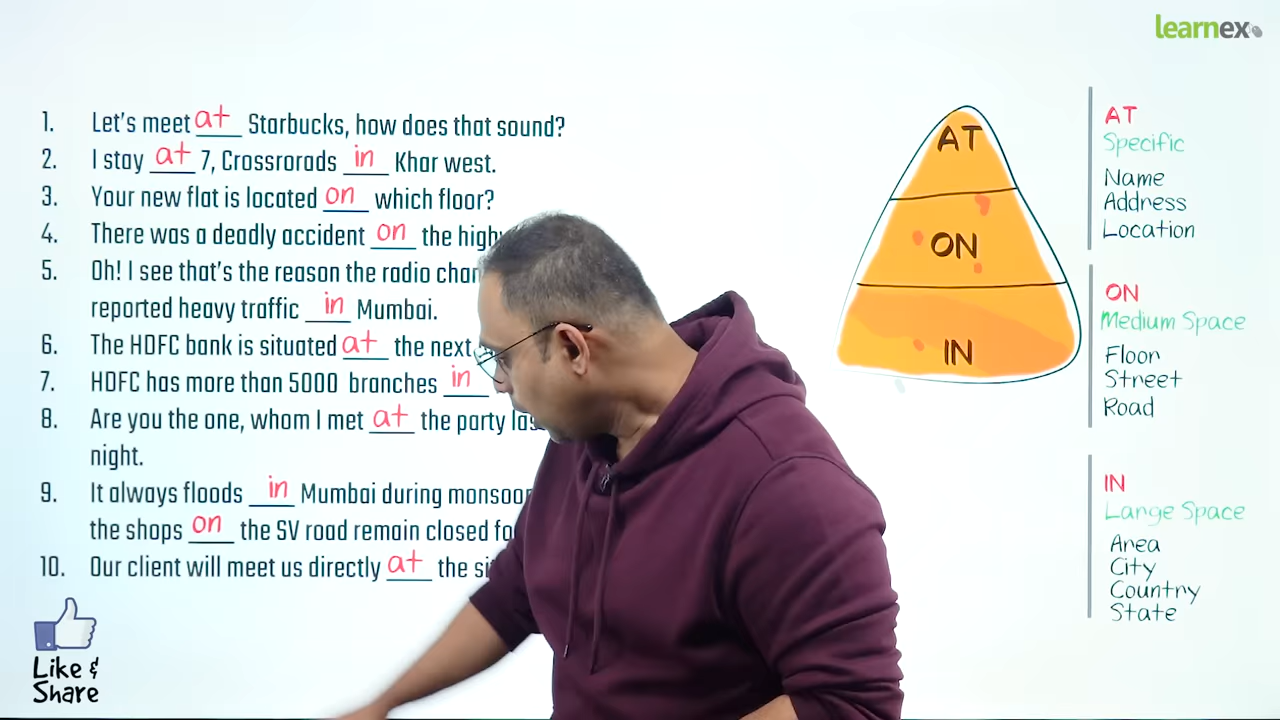 learnex
1. Let's meet at Starbucks, how does that sound?
2. I stay at 7, Crossrorads in Khar west.
3. Your new flat is located on which floor?
4. There was a deadly accident on the
5. Oh! I see that's the reason the radio
reported heavy traffic in Mumbai.
6. The HDFC bank is situated at the next
7. HDFC has more than 5000 branches in
8. Are you the one, whom I met at the party
night.
9. It always floods in Mumbai during
the shops on the SV road remain closed
10. Our client will meet us directly at the
Like &
Share
AT
ON
IN
AT
Specific
Name
Address
Location
ON
Medium Space
Floor
Street
Road
IN
Large Space
Area
City
Country
State